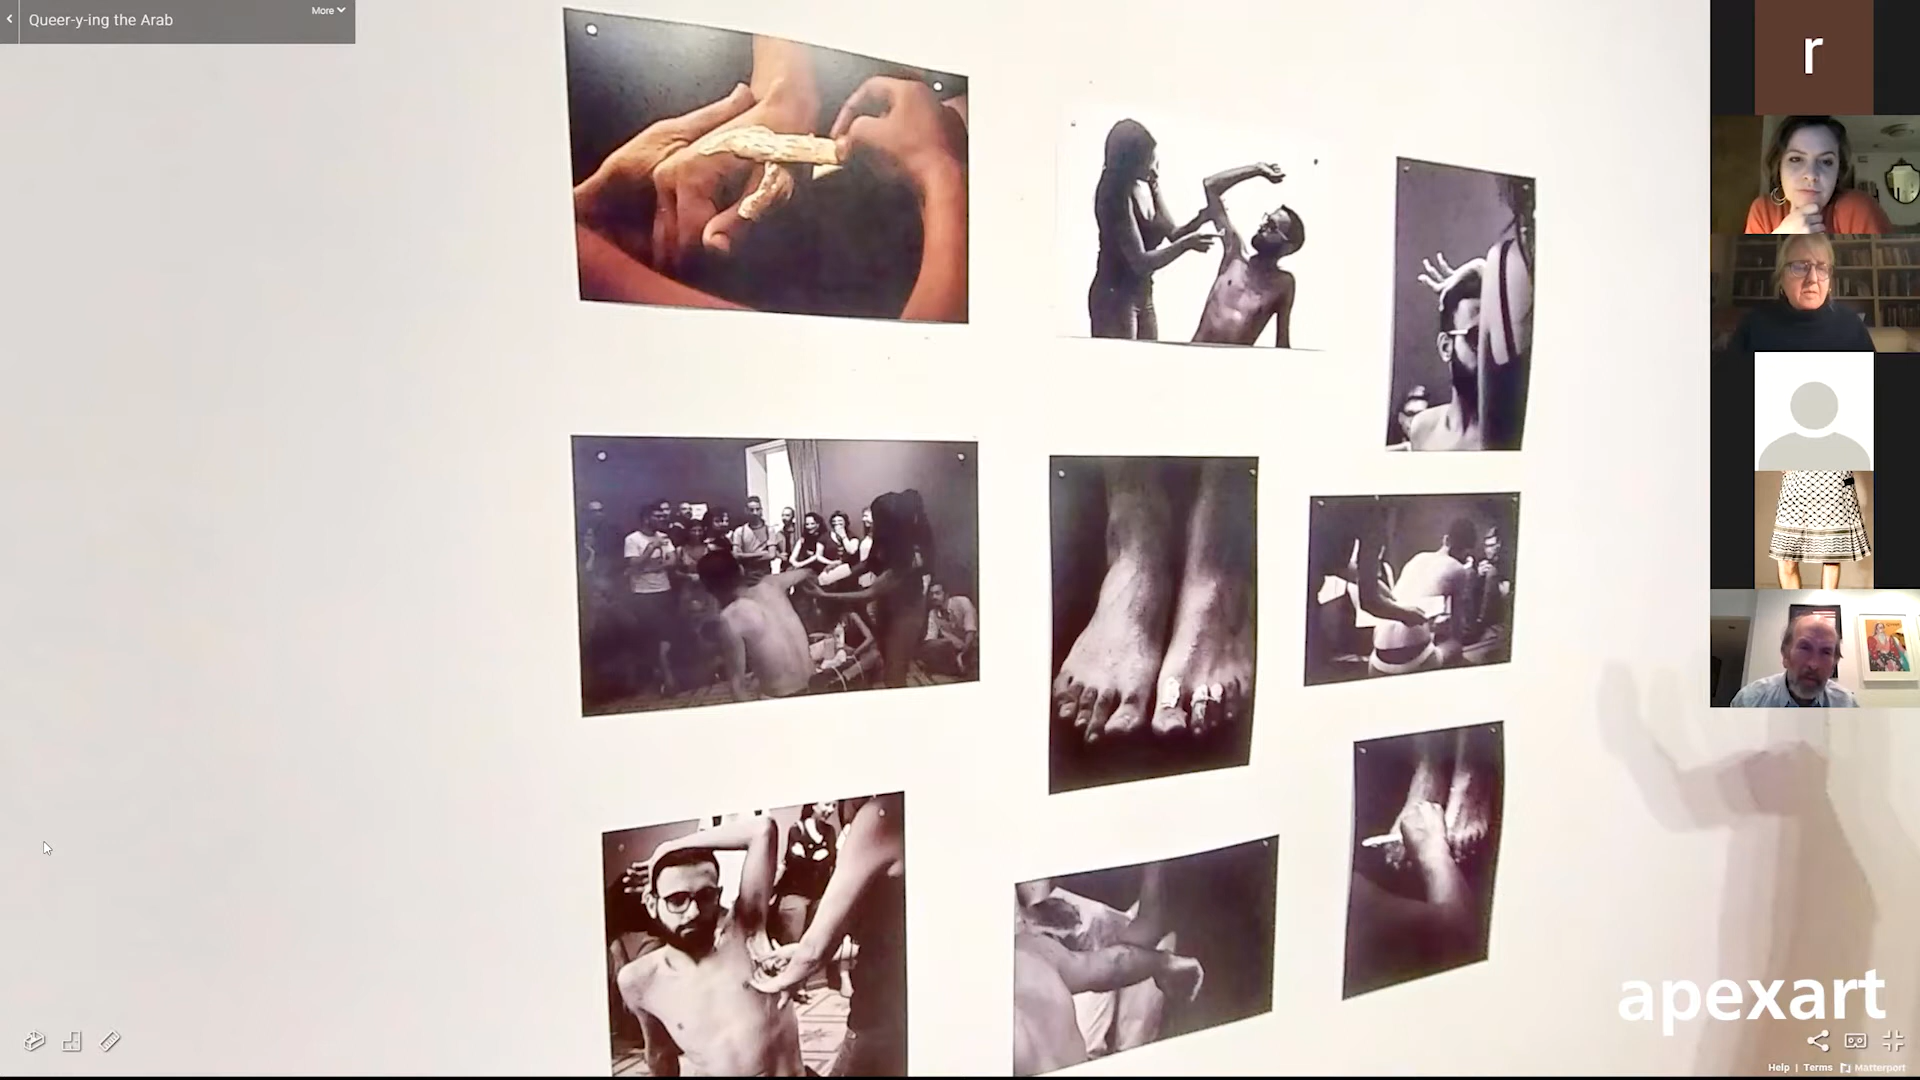 Queer-y-ing the Arab
More
r
apexart
Help | Terms
Matterport